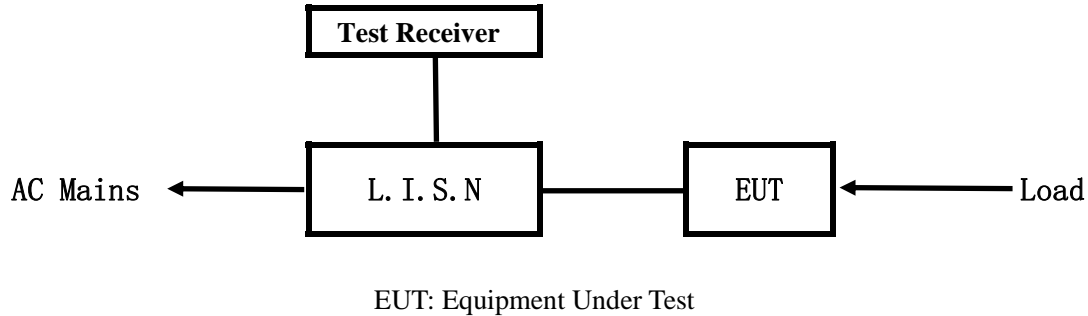 Test Receiver
AC Mains
L.I.S.N
EUT
Load
EUT: Equipment Under Test